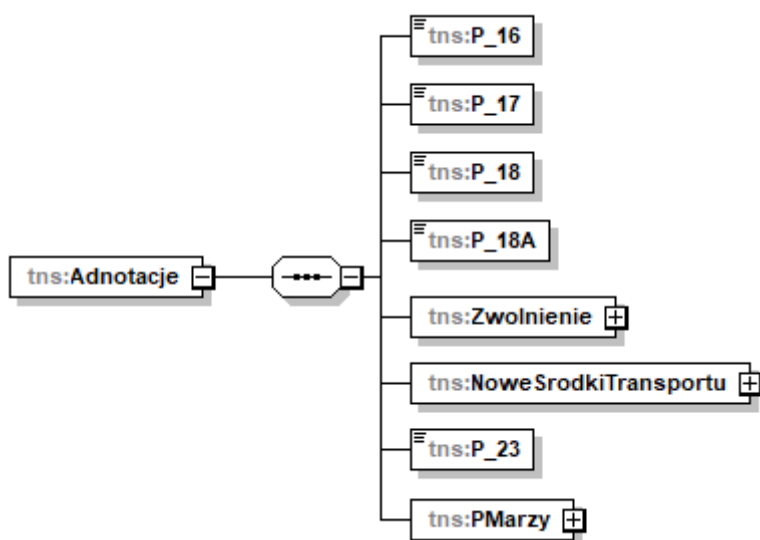 tns:P_16
tns:P_17
tns:P_18
tns:P_18A
tns:Adnotacje
tns:Zwolnienie
tns:NoweSrodkiTransportu
tns:P_23
tns:PMarzy